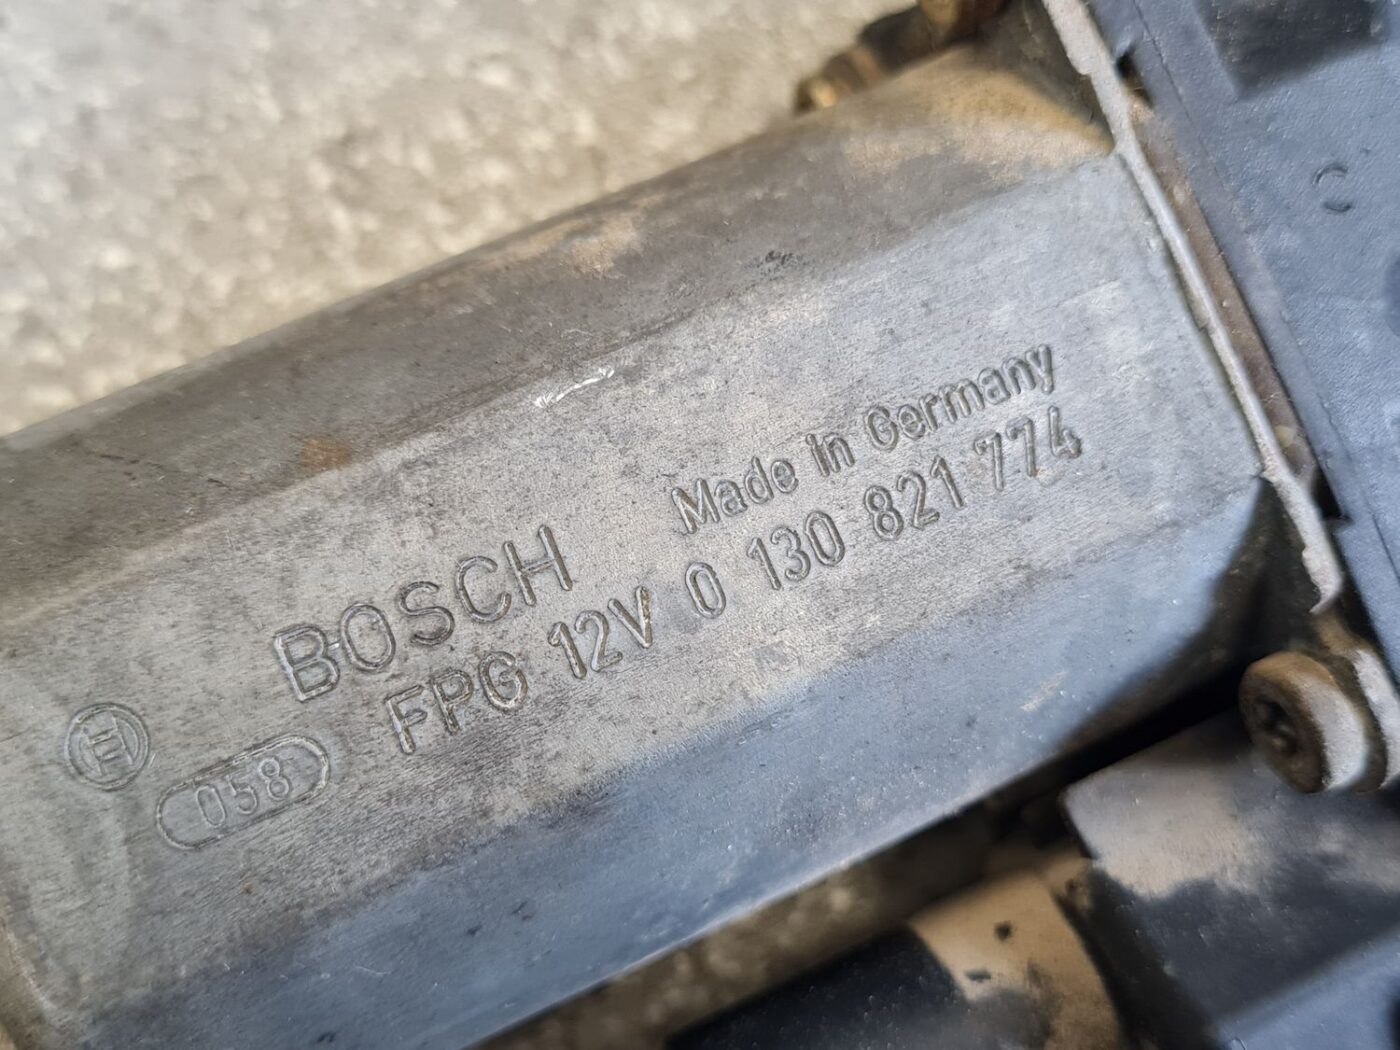 Made in Germany
BOSCH
FPG 12V 0 130 821 774
058